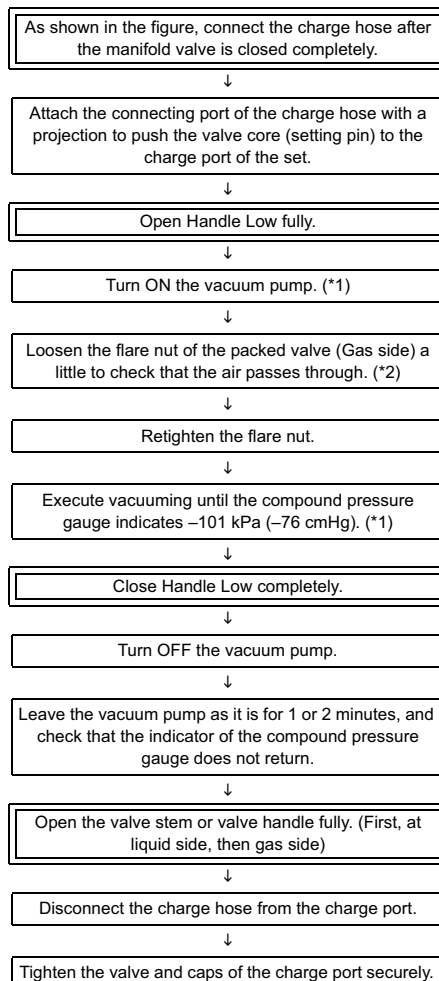 As shown in the figure, connect the charge hose after
the manifold valve is closed completely.
↓
Attach the connecting port of the charge hose with a
projection to push the valve core (setting pin) to the
charge port of the set.
↓
Open Handle Low fully.
↓
Turn ON the vacuum pump. (*1)
↓
Loosen the flare nut of the packed valve (Gas side) a
little to check that the air passes through. (*2)
↓
Retighten the flare nut.
↓
Execute vacuuming until the compound pressure
gauge indicates –101 kPa (–76 cmHg). (*1)
↓
Close Handle Low completely.
↓
Turn OFF the vacuum pump.
↓
Leave the vacuum pump as it is for 1 or 2 minutes, and
check that the indicator of the compound pressure
gauge does not return.
↓
Open the valve stem or valve handle fully. (First, at
liquid side, then gas side)
↓
Disconnect the charge hose from the charge port.
↓
Tighten the valve and caps of the charge port securely.